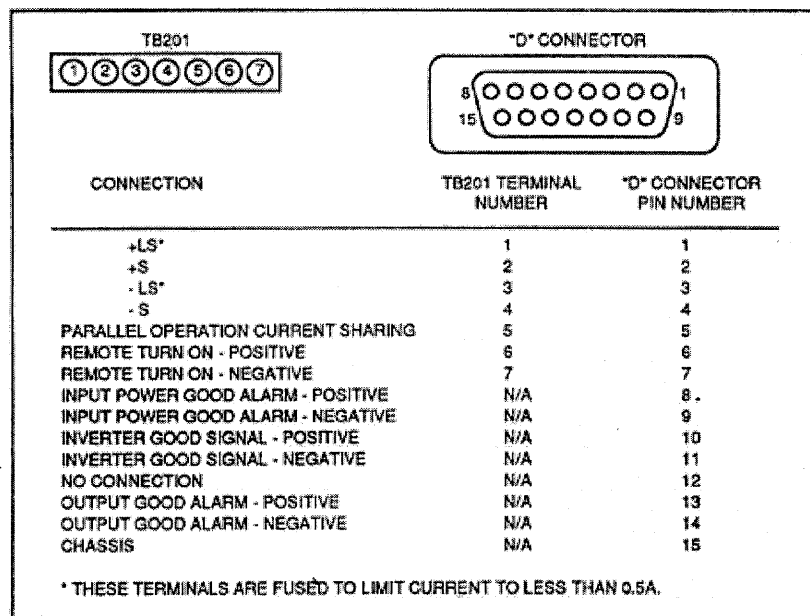 TB201
1 2 3 4 5 6 7
"D" CONNECTOR
8 1
15 9
CONNECTION TB201 TERMINAL NUMBER "D" CONNECTOR PIN NUMBER
+LS* 1 1
+S 2 2
- LS* 3 3
- S 4 4
PARALLEL OPERATION CURRENT SHARING 5 5
REMOTE TURN ON - POSITIVE 6 6
REMOTE TURN ON - NEGATIVE 7 7
INPUT POWER GOOD ALARM - POSITIVE N/A 8
INPUT POWER GOOD ALARM - NEGATIVE N/A 9
INVERTER GOOD SIGNAL - POSITIVE N/A 10
INVERTER GOOD SIGNAL - NEGATIVE N/A 11
NO CONNECTION N/A 12
OUTPUT GOOD ALARM - POSITIVE N/A 13
OUTPUT GOOD ALARM - NEGATIVE N/A 14
CHASSIS N/A 15
* THESE TERMINALS ARE FUSED TO LIMIT CURRENT TO LESS THAN 0.5A.